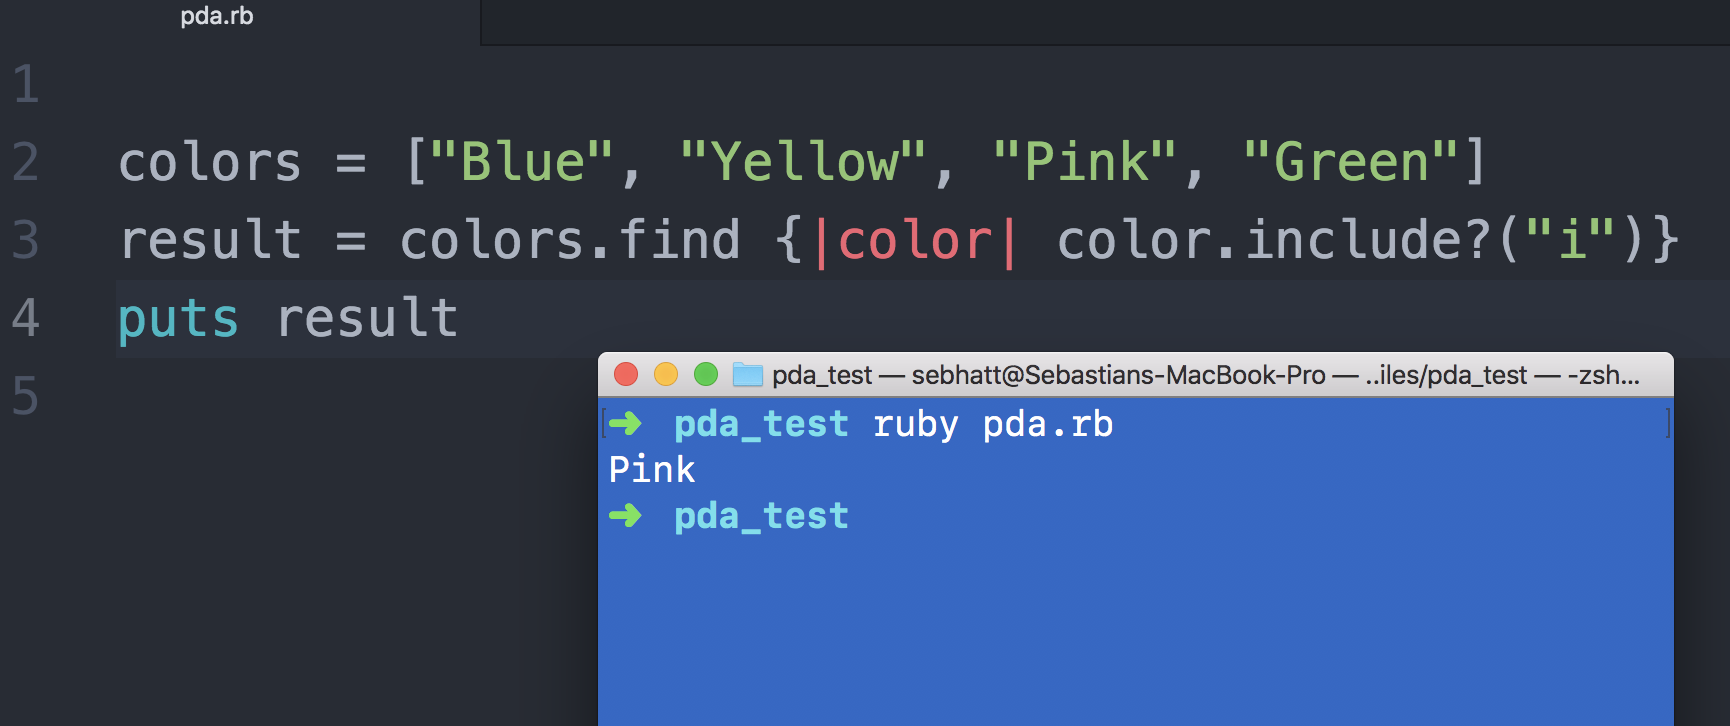 pda.rb
1
2 colors = ["Blue", "Yellow", "Pink", "Green"]
3 result = colors.find {|color| color.include?("i")}
4 puts result
5
pda_test — sebhatt@Sebastians-MacBook-Pro — ..iles/pda_test — -zsh...
[➜ pda_test ruby pda.rb ]
Pink
➜ pda_test